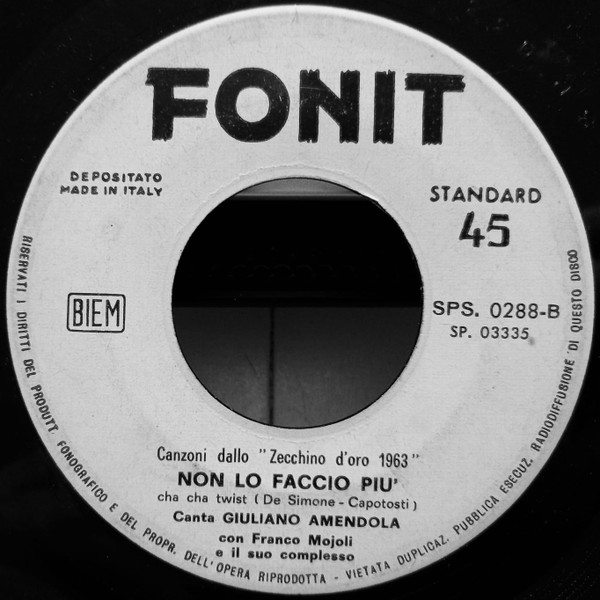 FONIT
DEPOSITATO
MADE IN ITALY
STANDARD
45
BIEM
SPS. 0288-B
SP. 03335
Canzoni dallo "Zecchino d'oro 1963"
NON LO FACCIO PIU'
cha cha twist (De Simone - Capotosti)
Canta GIULIANO AMENDOLA
con Franco Mojoli
e il suo complesso
RISERVATI I DIRITTI DEL PRODUTT. FONOGRAFICO E DEL PROPR. DELL'OPERA RIPRODOTTA - VIETATA DUPLICAZ. PUBBLICA ESECUZ. RADIODIFFUSIONE DI QUESTO DISCO